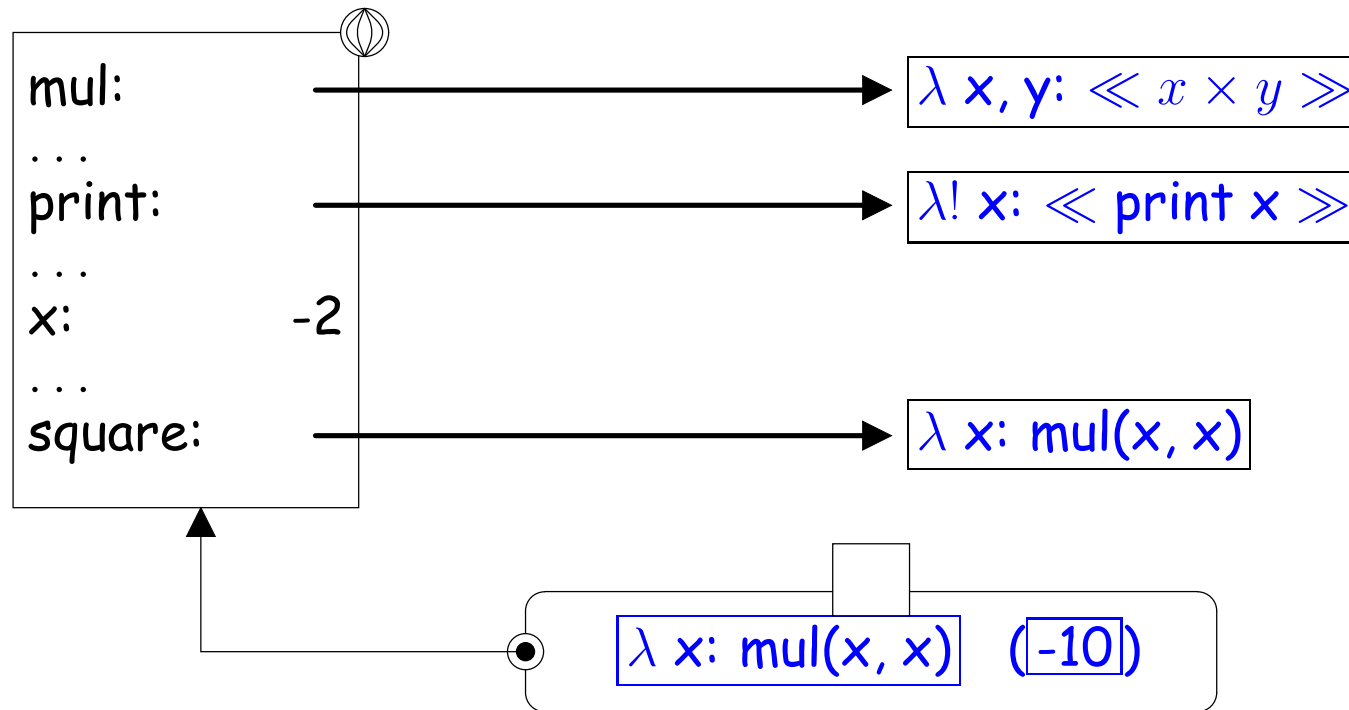 mul: λ x, y: ≪ x × y ≫
. . .
print: λ! x: ≪ print x ≫
. . .
x: -2
. . .
square: λ x: mul(x, x)
λ x: mul(x, x) (-10)